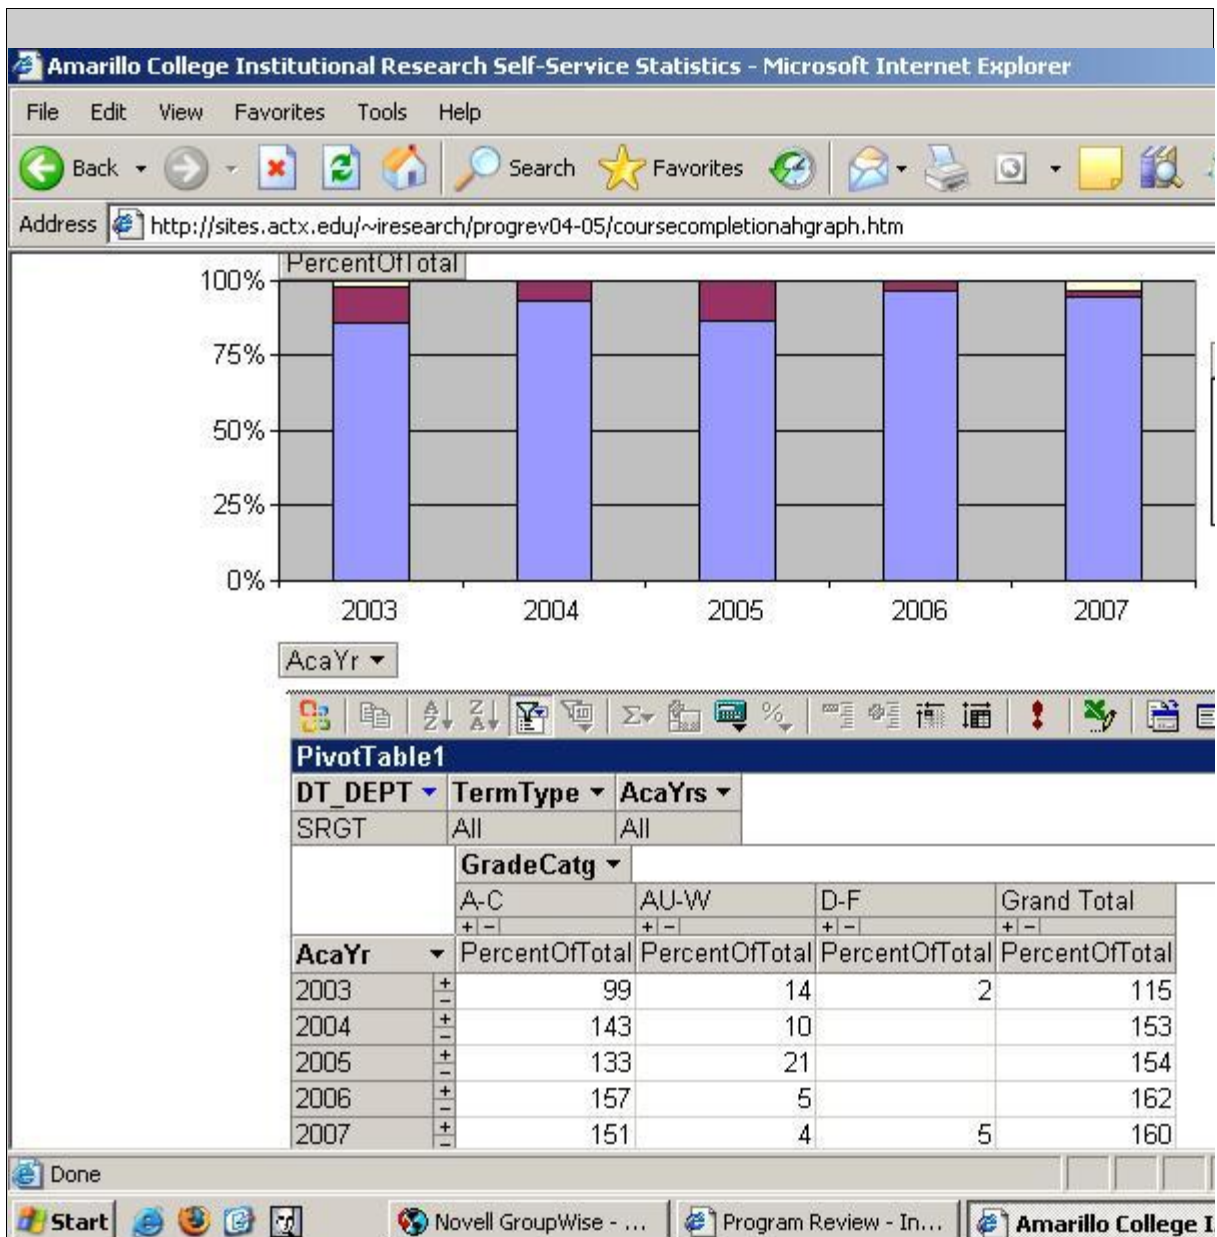 Amarillo College Institutional Research Self-Service Statistics - Microsoft Internet Explorer
File Edit View Favorites Tools Help
Back Search Favorites
Address http://sites.actx.edu/~iresearch/progrev04-05/coursecompletionahgraph.htm
PercentOfTotal
100%
75%
50%
25%
0%
2003 2004 2005 2006 2007
AcaYr
PivotTable1
DT_DEPT TermType AcaYrs
SRGT All All
GradeCatg
A-C AU-W D-F Grand Total
+ - + - + - + -
AcaYr PercentOfTotal PercentOfTotal PercentOfTotal PercentOfTotal
2003 + - 99 14 2 115
2004 + - 143 10 153
2005 + - 133 21 154
2006 + - 157 5 162
2007 + - 151 4 5 160
Done
Start Novell GroupWise - ... Program Review - In... Amarillo College I